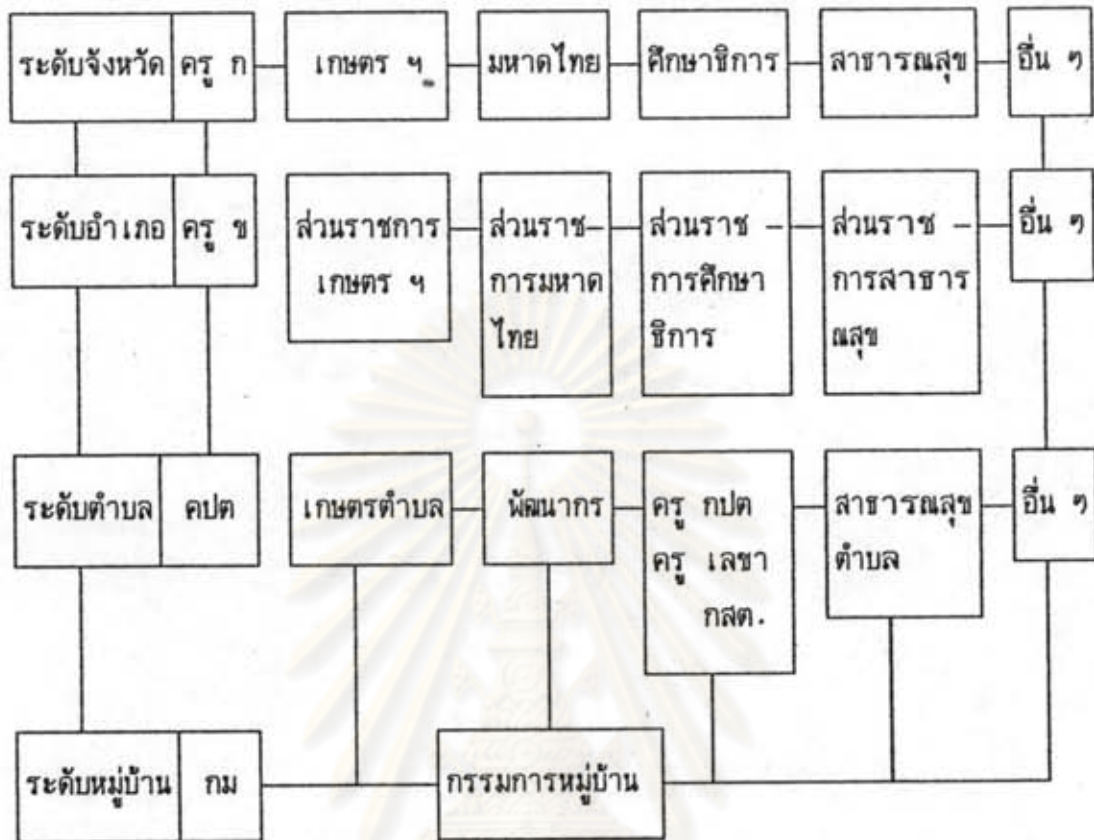 ระดับจังหวัด ครู ก เกษตร ฯ มหาดไทย ศึกษาธิการ สาธารณสุข อื่น ๆ
ระดับอำเภอ ครู ข ส่วนราชการ ส่วนราช- ส่วนราช - ส่วนราช - อื่น ๆ
เกษตร ฯ การมหาด การศึกษา การสาธาร
ไทย ธิการ ณสุข
ระดับตำบล คปต เกษตรตำบล พัฒนากร ครู กปต สาธารณสุข อื่น ๆ
ครู เลขา ตำบล
กสต.
ระดับหมู่บ้าน กม กรรมการหมู่บ้าน